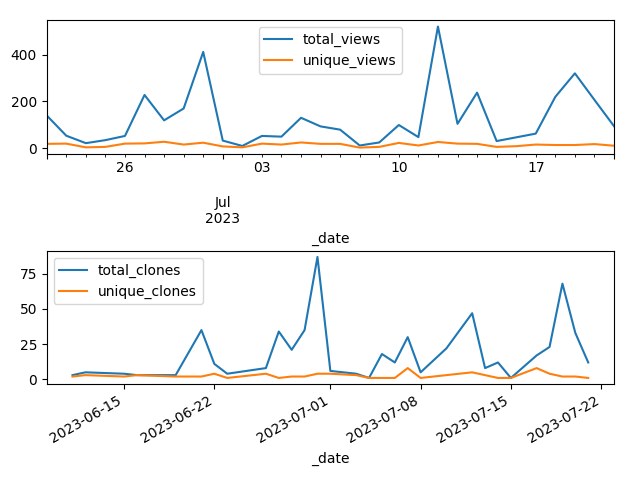 total_views
unique_views
400
200
0
26
03
10
17
Jul
2023
_date
total_clones
unique_clones
75
50
25
0
2023-06-15
2023-06-22
2023-07-01
2023-07-08
2023-07-15
2023-07-22
_date